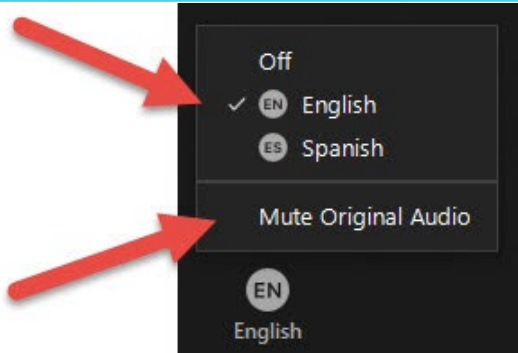 Off
EN English
ES Spanish
Mute Original Audio
EN
English